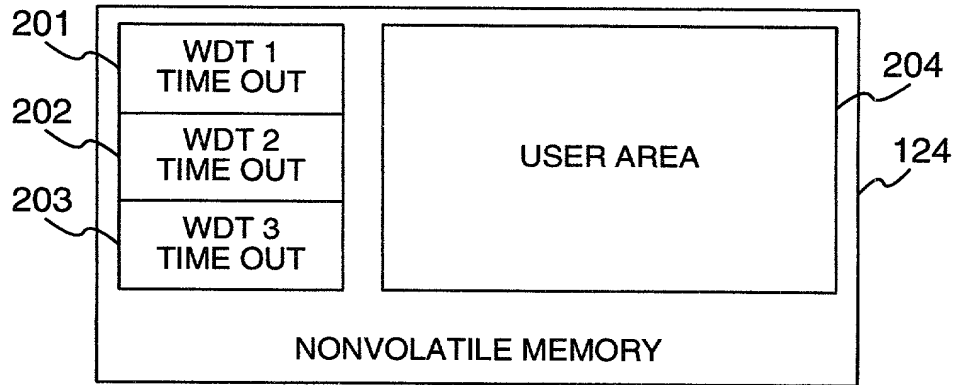 201
WDT 1
TIME OUT
202
WDT 2
TIME OUT
203
WDT 3
TIME OUT
USER AREA
204
124
NONVOLATILE MEMORY